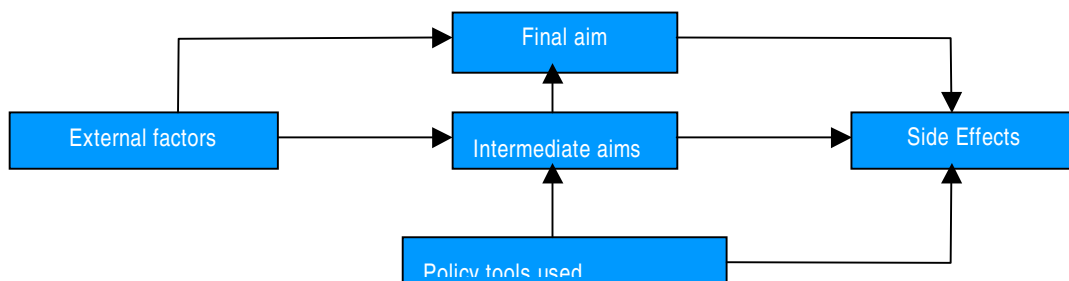 Final aim
External factors
Intermediate aims
Side Effects
Policy tools used